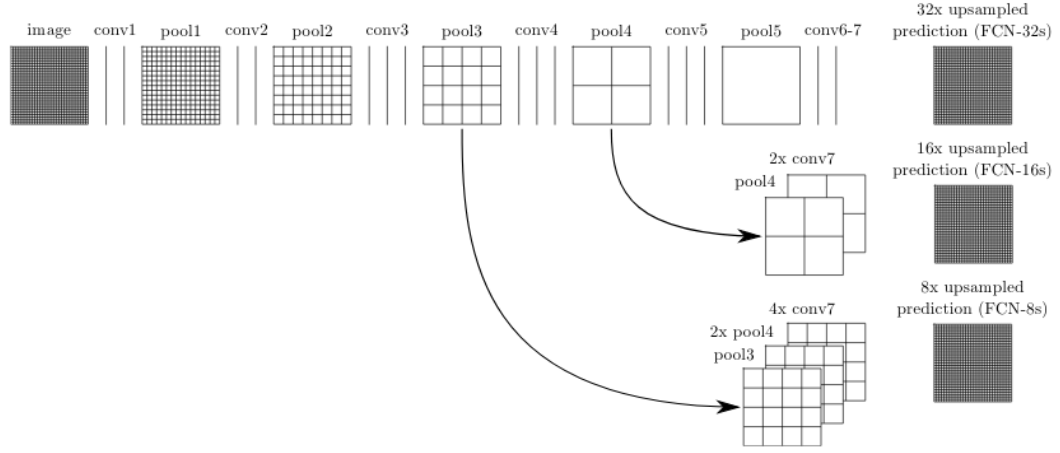 image
conv1
pool1
conv2
pool2
conv3
pool3
conv4
pool4
conv5
pool5
conv6-7
32x upsampled
prediction (FCN-32s)
2x conv7
pool4
16x upsampled
prediction (FCN-16s)
4x conv7
2x pool4
pool3
8x upsampled
prediction (FCN-8s)